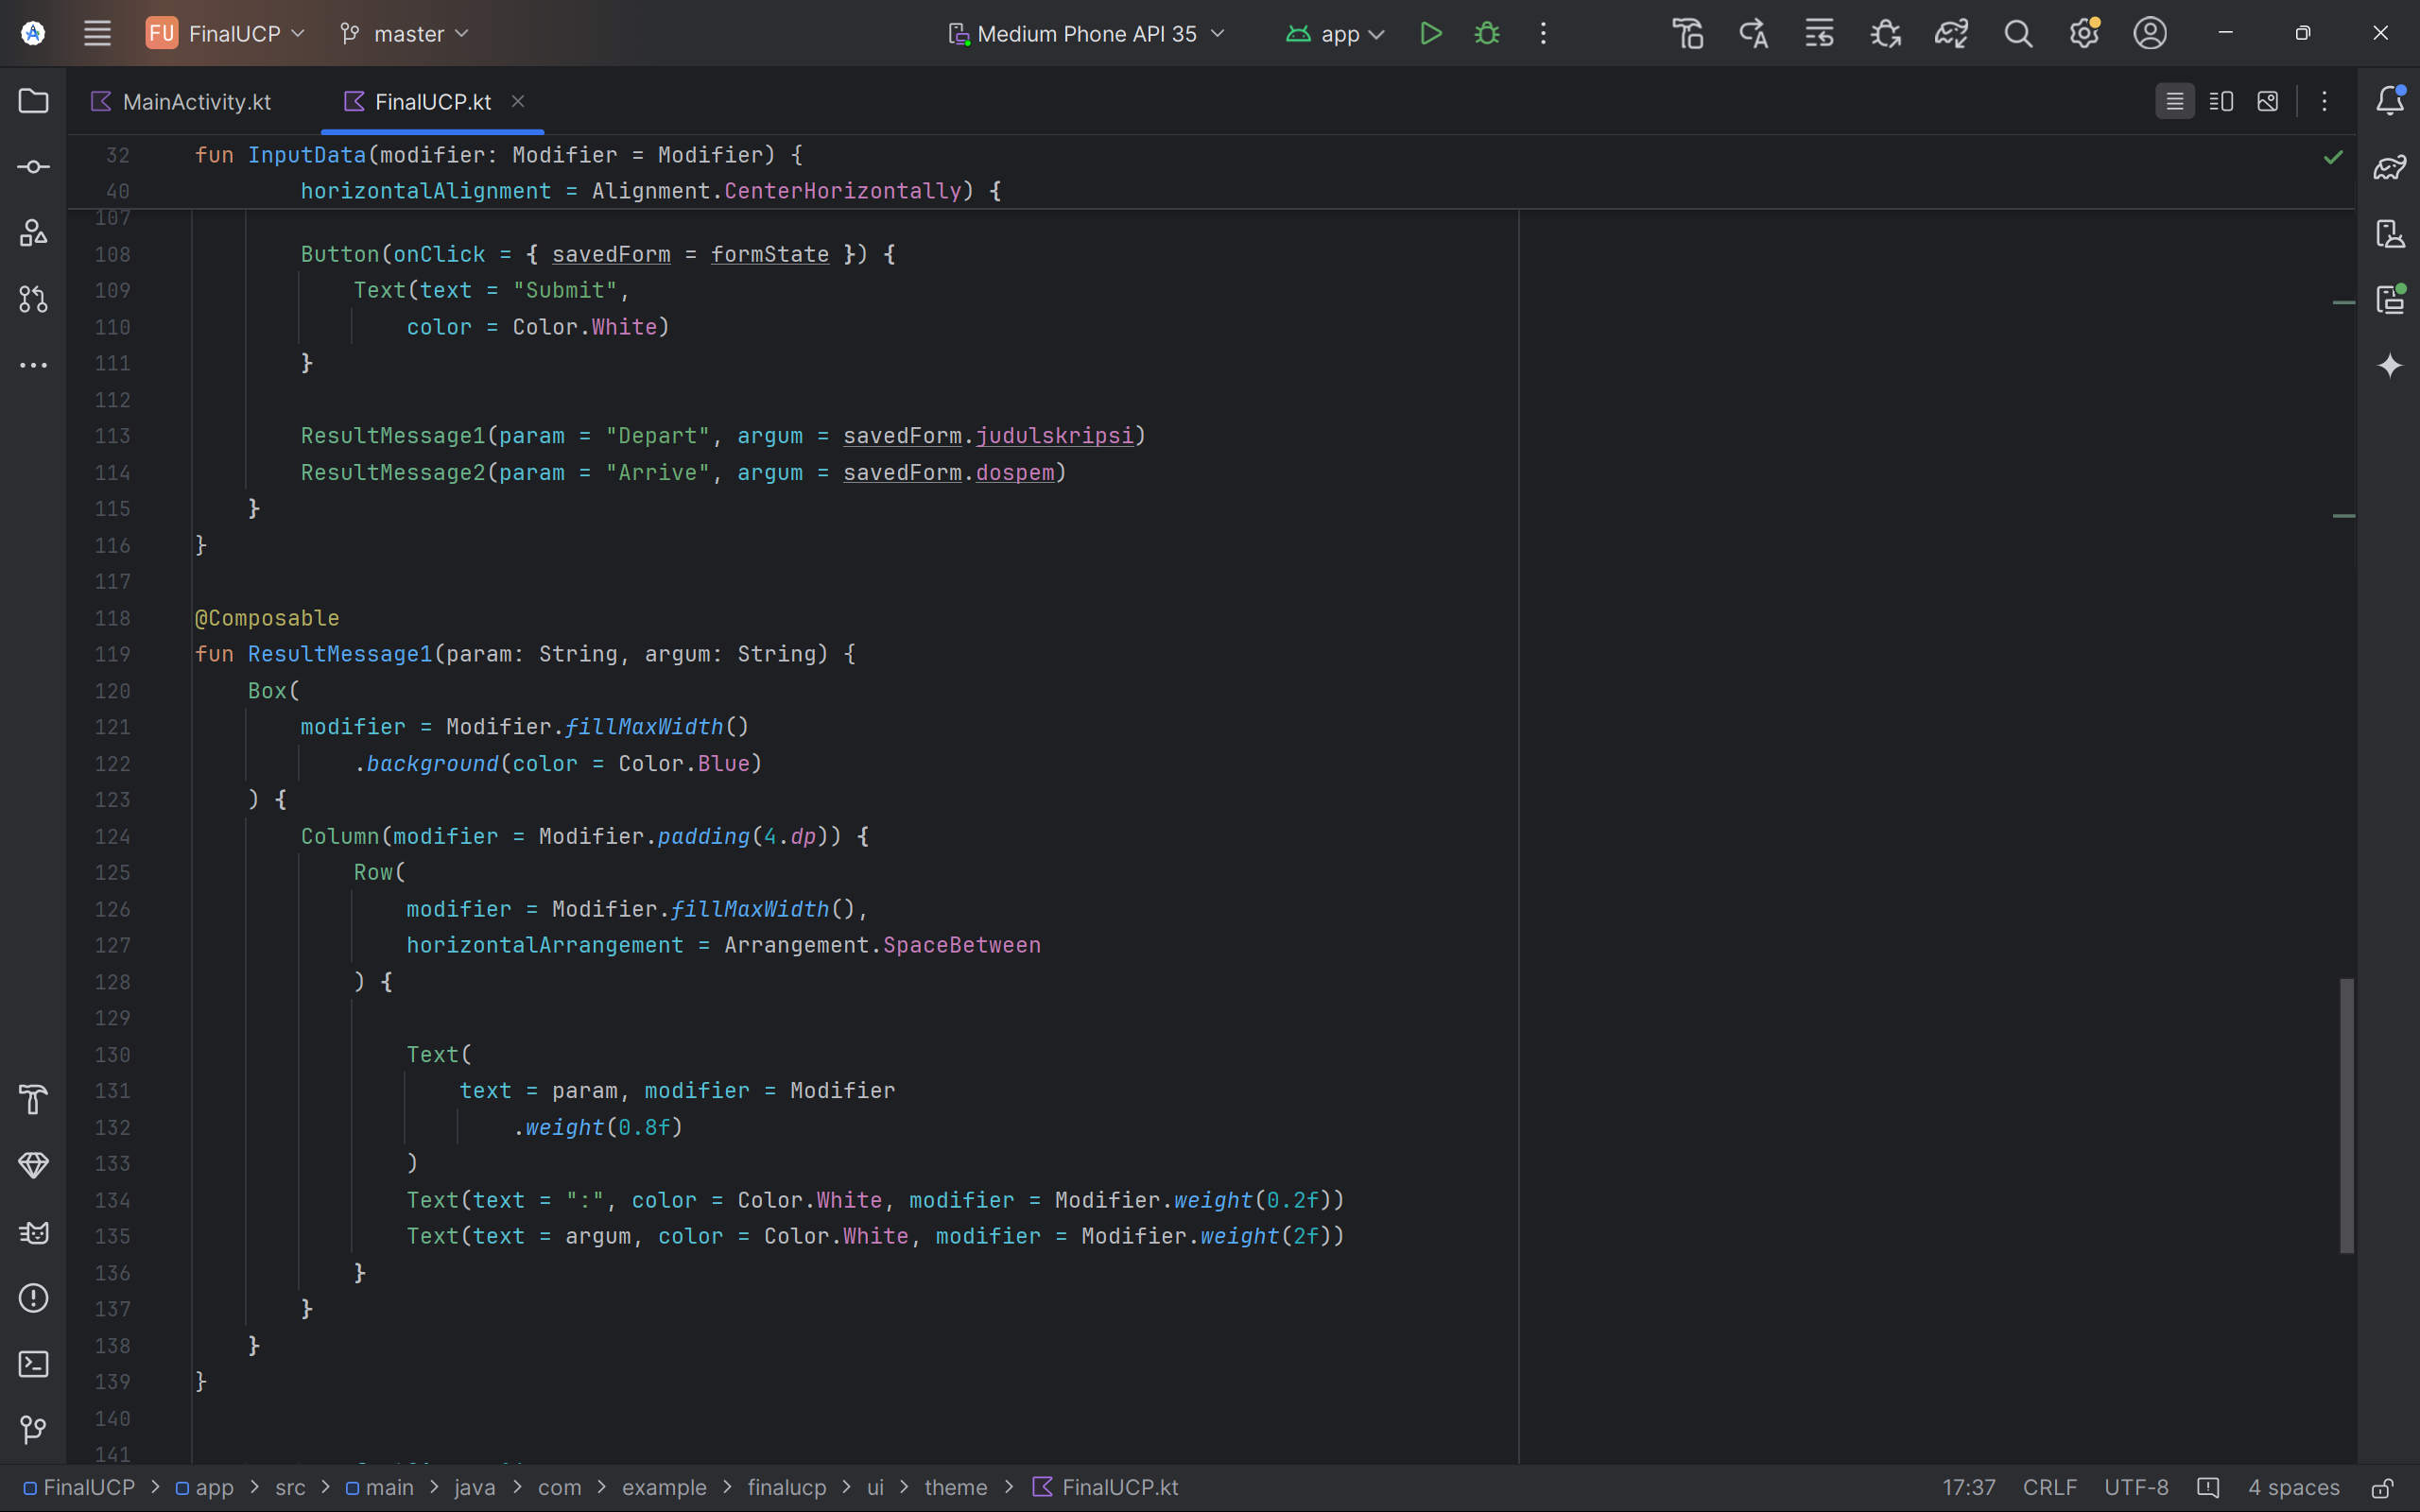 FU FinalUCP master Medium Phone API 35 app
MainActivity.kt FinalUCP.kt
32 fun InputData(modifier: Modifier = Modifier) {
40 horizontalAlignment = Alignment.CenterHorizontally) {
107
108 Button(onClick = { savedForm = formState }) {
109 Text(text = "Submit",
110 color = Color.White)
111 }
112
113 ResultMessage1(param = "Depart", argum = savedForm.judulskripsi)
114 ResultMessage2(param = "Arrive", argum = savedForm.dospem)
115 }
116 }
117
118 @Composable
119 fun ResultMessage1(param: String, argum: String) {
120 Box(
121 modifier = Modifier.fillMaxWidth()
122 .background(color = Color.Blue)
123 ) {
124 Column(modifier = Modifier.padding(4.dp)) {
125 Row(
126 modifier = Modifier.fillMaxWidth(),
127 horizontalArrangement = Arrangement.SpaceBetween
128 ) {
129
130 Text(
131 text = param, modifier = Modifier
132 .weight(0.8f)
133 )
134 Text(text = ":", color = Color.White, modifier = Modifier.weight(0.2f))
135 Text(text = argum, color = Color.White, modifier = Modifier.weight(2f))
136 }
137 }
138 }
139 }
140
141
FinalUCP > app > src > main > java > com > example > finalucp > ui > theme > FinalUCP.kt 17:37 CRLF UTF-8 4 spaces